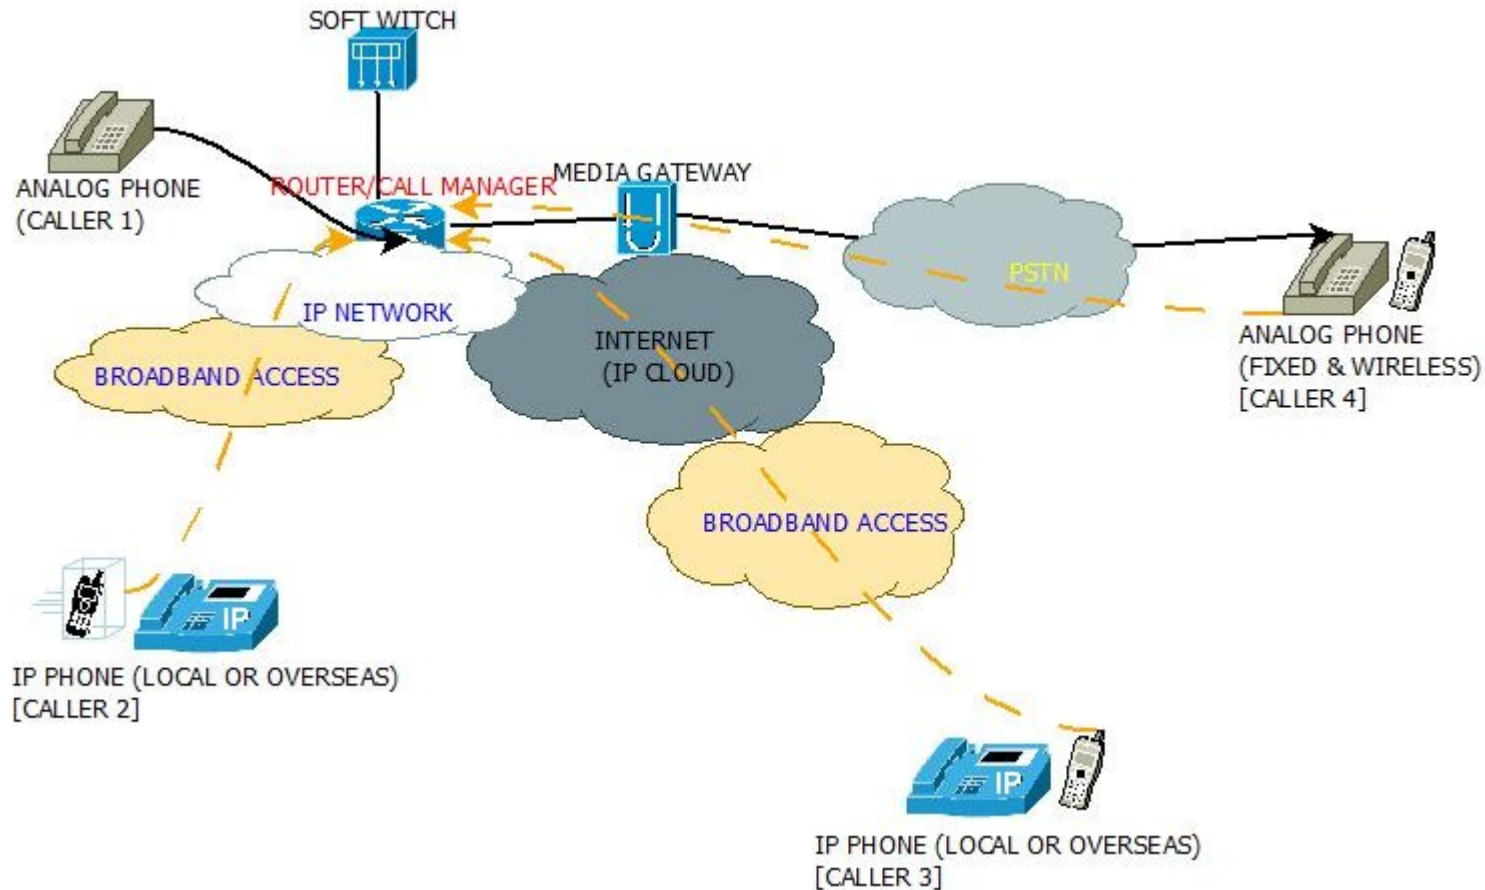 SOFT WITCH
ANALOG PHONE
(CALLER 1)
ROUTER/CALL MANAGER
MEDIA GATEWAY
IP NETWORK
PSTN
BROADBAND ACCESS
INTERNET
(IP CLOUD)
ANALOG PHONE
(FIXED & WIRELESS)
[CALLER 4]
BROADBAND ACCESS
IP
IP PHONE (LOCAL OR OVERSEAS)
[CALLER 2]
IP
IP PHONE (LOCAL OR OVERSEAS)
[CALLER 3]